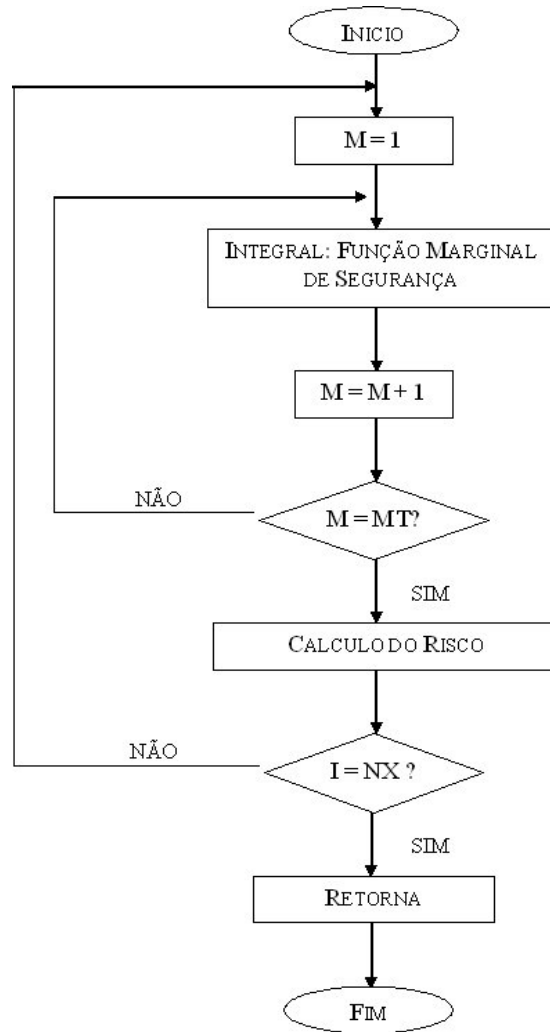 INICIO
M = 1
INTEGRAL: FUNÇÃO MARGINAL
DE SEGURANÇA
M = M + 1
NÃO
M = MT?
SIM
CALCULO DO RISCO
NÃO
I = NX ?
SIM
RETORNA
FIM